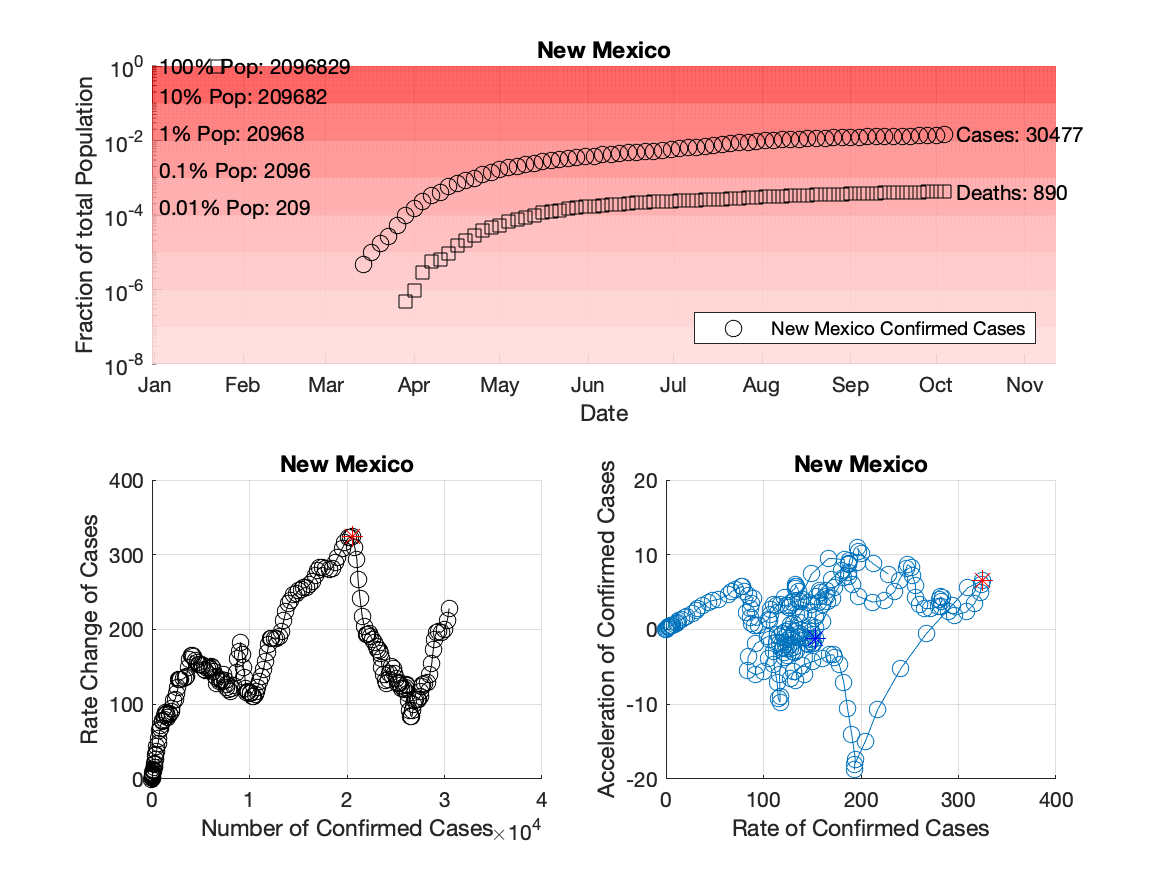 New Mexico
10^0
10^-2
10^-4
10^-6
10^-8
Fraction of total Population
100% Pop: 2096829
10% Pop: 209682
1% Pop: 20968
0.1% Pop: 2096
0.01% Pop: 209
Cases: 30477
Deaths: 890
New Mexico Confirmed Cases
Jan Feb Mar Apr May Jun Jul Aug Sep Oct Nov
Date
New Mexico
400
300
200
100
0
Rate Change of Cases
0 1 2 3 4
Number of Confirmed Cases ×10^4
New Mexico
20
10
0
-10
-20
Acceleration of Confirmed Cases
0 100 200 300 400
Rate of Confirmed Cases